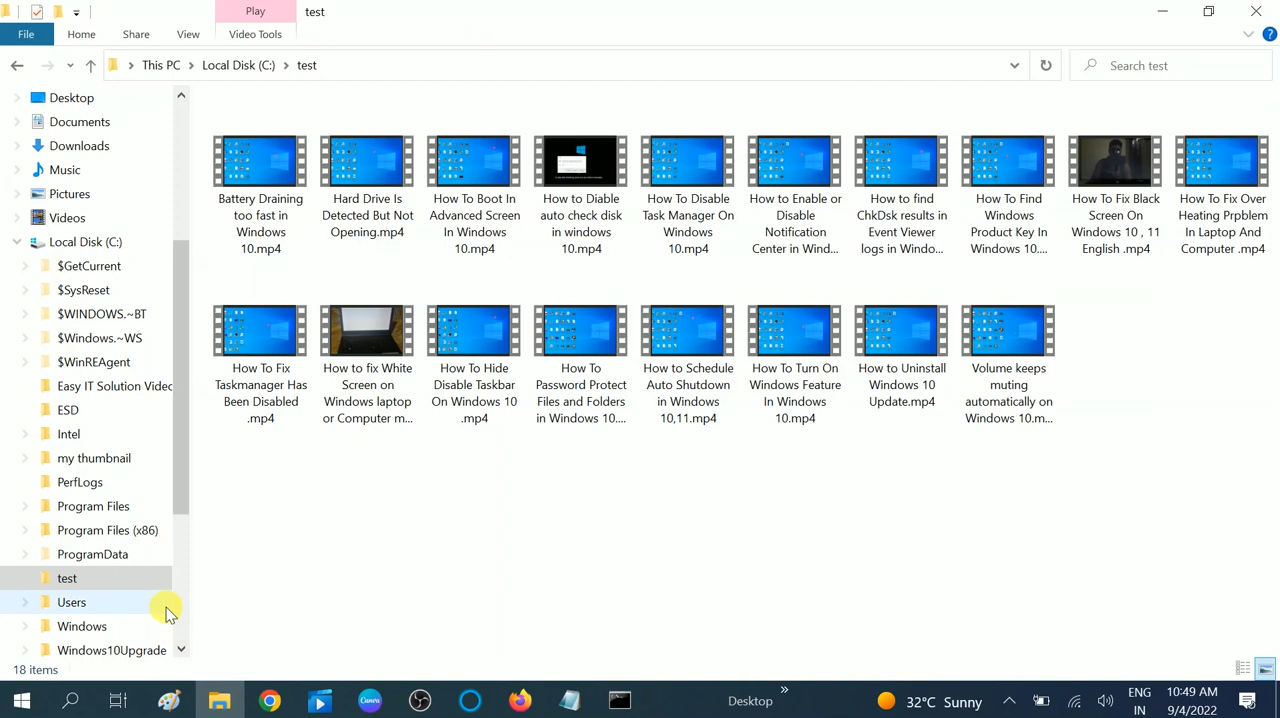 Play
test
File
Home
Share
View
Video Tools
This PC
Local Disk (C:)
test
Search test
Desktop
Documents
Downloads
Music
Pictures
Videos
Local Disk (C:)
$GetCurrent
$SysReset
$WINDOWS.~BT
$Windows.~WS
$WinREAgent
Easy IT Solution Videc
ESD
Intel
my thumbnail
PerfLogs
Program Files
Program Files (x86)
ProgramData
test
Users
Windows
Windows10Upgrade
Battery Draining
too fast in
Windows
10.mp4
Hard Drive Is
Detected But Not
Opening.mp4
How To Boot In
Advanced Screen
In Windows
10.mp4
How to Diable
auto check disk
in windows
10.mp4
How To Disable
Task Manager On
Windows
10.mp4
How to Enable or
Disable
Notification
Center in Wind...
How to find
ChkDsk results in
Event Viewer
logs in Windo...
How To Find
Windows
Product Key In
Windows 10....
How To Fix Black
Screen On
Windows 10 , 11
English .mp4
How To Fix Over
Heating Prpblem
In Laptop And
Computer .mp4
How To Fix
Taskmanager Has
Been Disabled
.mp4
How to fix White
Screen on
Windows laptop
or Computer m...
How To Hide
Disable Taskbar
On Windows 10
.mp4
How To
Password Protect
Files and Folders
in Windows 10....
How to Schedule
Auto Shutdown
in Windows
10,11.mp4
How To Turn On
Windows Feature
In Windows
10.mp4
How to Uninstall
Windows 10
Update.mp4
Volume keeps
muting
automatically on
Windows 10.m...
18 items
Canva
Desktop
32°C Sunny
ENG
IN
10:49 AM
9/4/2022